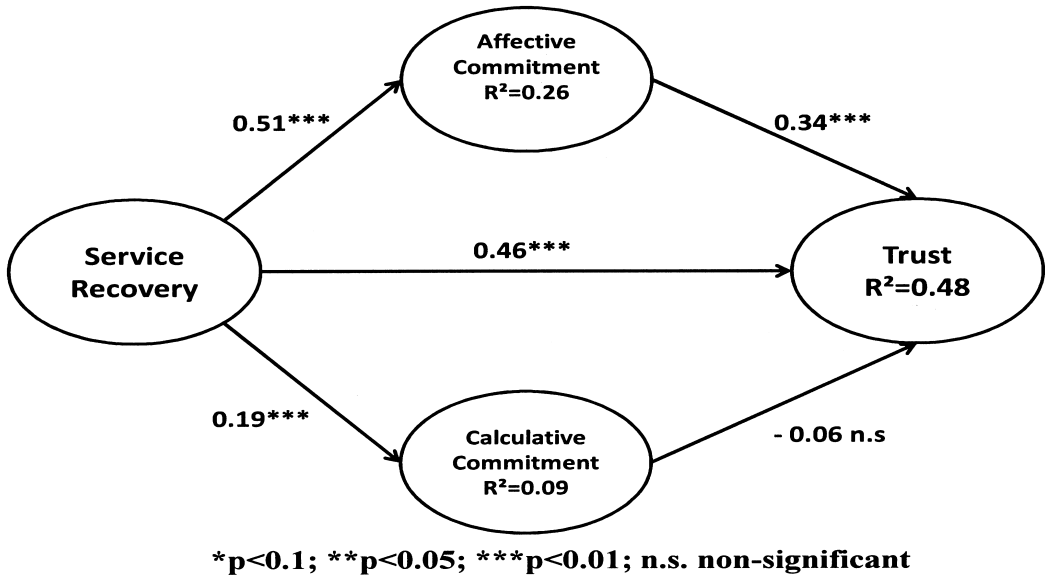 Affective
Commitment
R²=0.26
0.51***
0.34***
Service
Recovery
0.46***
Trust
R²=0.48
0.19***
Calculative
Commitment
R²=0.09
- 0.06 n.s
*p<0.1; **p<0.05; ***p<0.01; n.s. non-significant